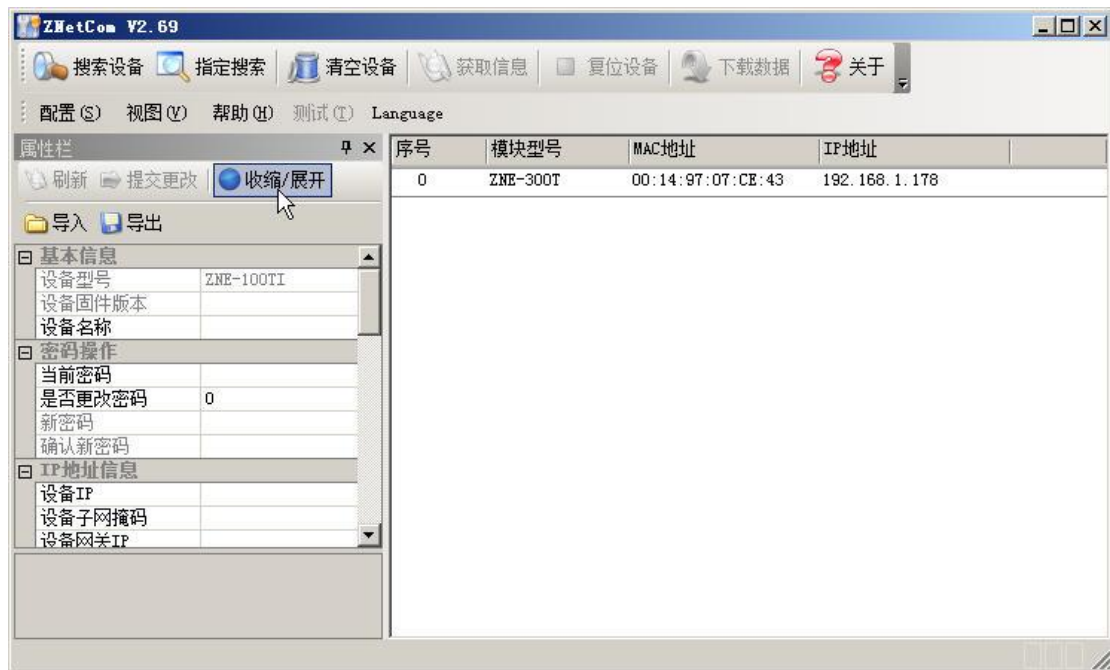 ZNetCom V2.69
搜索设备 指定搜索 清空设备 获取信息 复位设备 下载数据 关于
配置(S) 视图(V) 帮助(H) 测试(T) Language
属性栏
刷新 提交更改 收缩/展开
导入 导出
基本信息
设备型号 ZNE-100TI
设备固件版本
设备名称
密码操作
当前密码
是否更改密码 0
新密码
确认新密码
IP地址信息
设备IP
设备子网掩码
设备网关IP
序号 模块型号 MAC地址 IP地址
0 ZNE-300T 00:14:97:07:CE:43 192.168.1.178